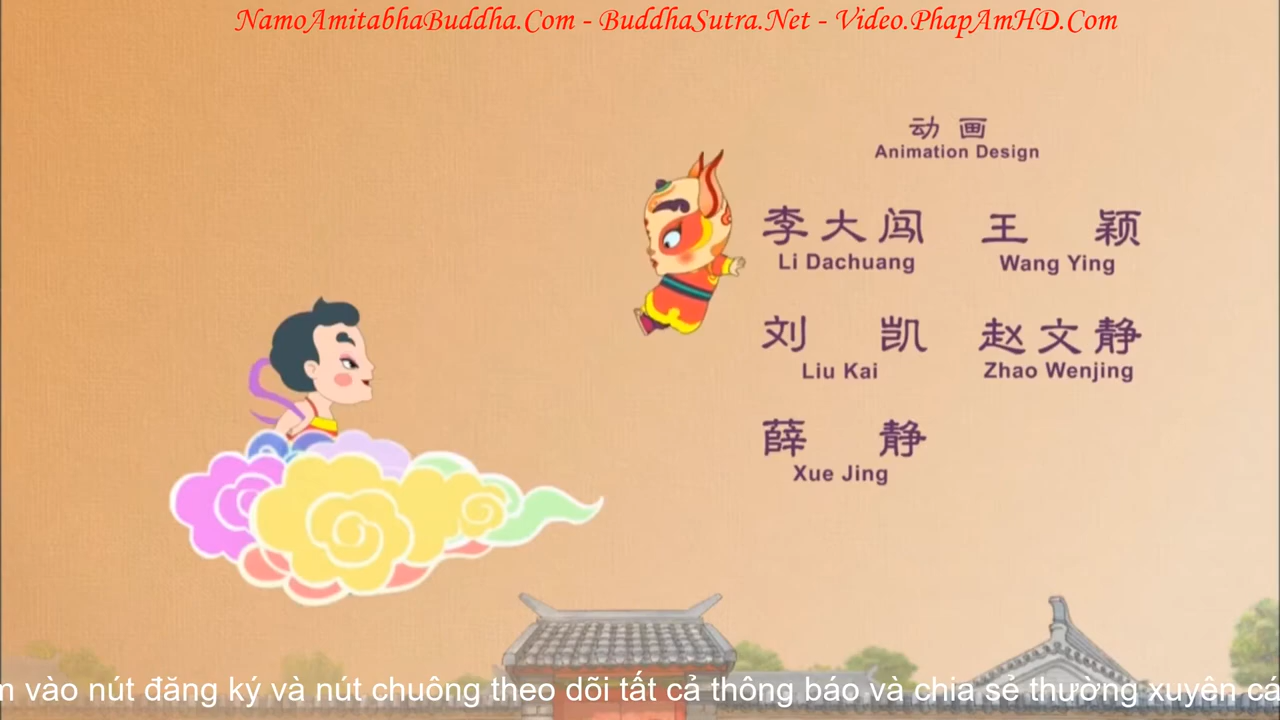 NamoAmitabhaBuddha.Com - BuddhaSutra.Net - Video.PhapAmHD.Com
动 画
Animation Design
李大闯 王 颖
Li Dachuang Wang Ying
刘 凯 赵文静
Liu Kai Zhao Wenjing
薛 静
Xue Jing
vào nút đăng ký và nút chuông theo dõi tất cả thông báo và chia sẻ thường xuyên